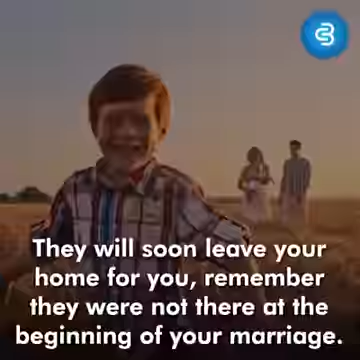 They will soon leave your
home for you, remember
they were not there at the
beginning of your marriage.